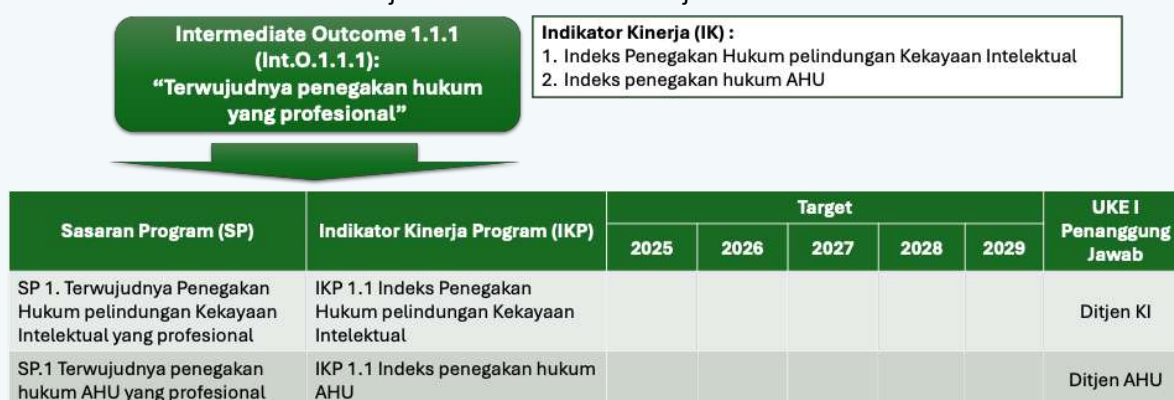 Intermediate Outcome 1.1.1
(Int.O.1.1.1):
“Terwujudnya penegakan hukum
yang profesional”
Indikator Kinerja (IK) :
1. Indeks Penegakan Hukum pelindungan Kekayaan Intelektual
2. Indeks penegakan hukum AHU
Sasaran Program (SP)
Indikator Kinerja Program (IKP)
Target
UKE I
Penanggung
Jawab
2025
2026
2027
2028
2029
SP 1. Terwujudnya Penegakan
Hukum pelindungan Kekayaan
Intelektual yang profesional
IKP 1.1 Indeks Penegakan
Hukum pelindungan Kekayaan
Intelektual
Ditjen KI
SP.1 Terwujudnya penegakan
hukum AHU yang profesional
IKP 1.1 Indeks penegakan hukum
AHU
Ditjen AHU